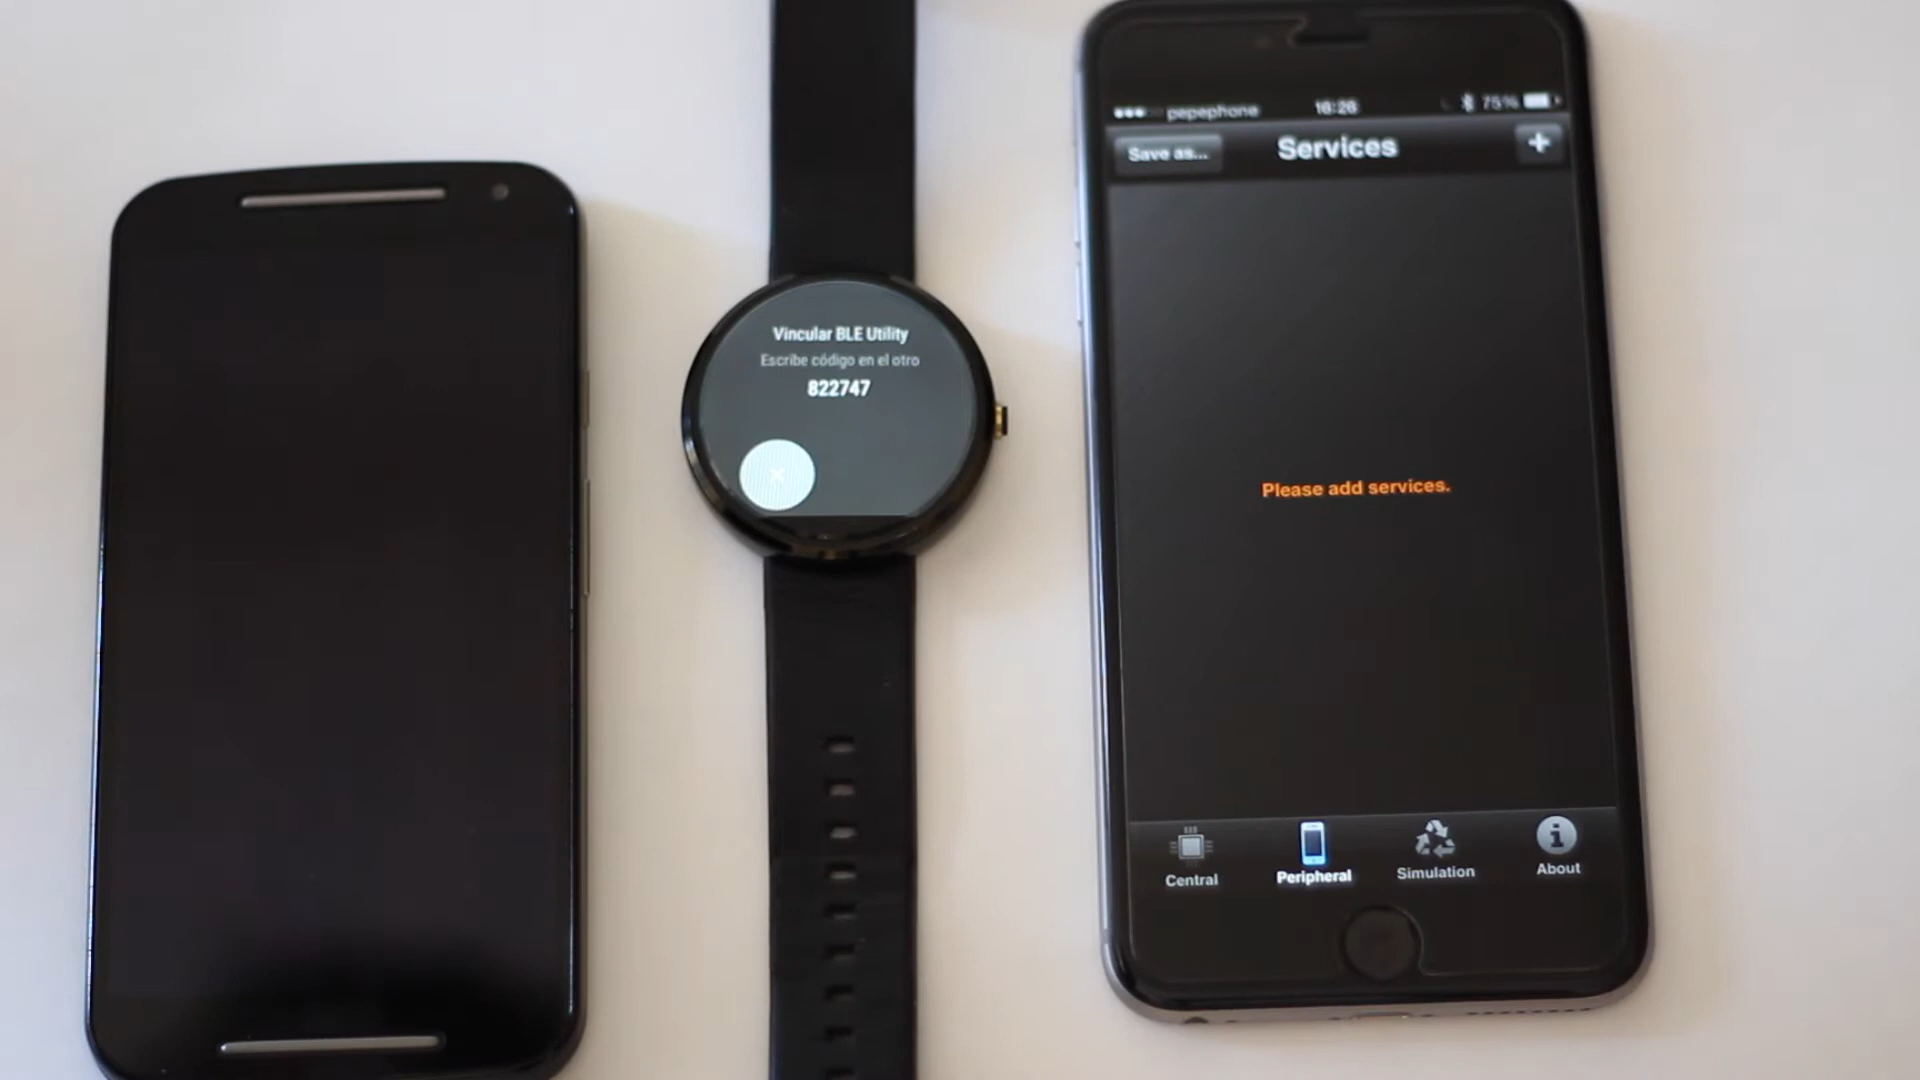 Vincular BLE Utility
Escribe código en el otro
822747
pepephone 16:26 75%
Save as... Services +
Please add services.
Central Peripheral Simulation About